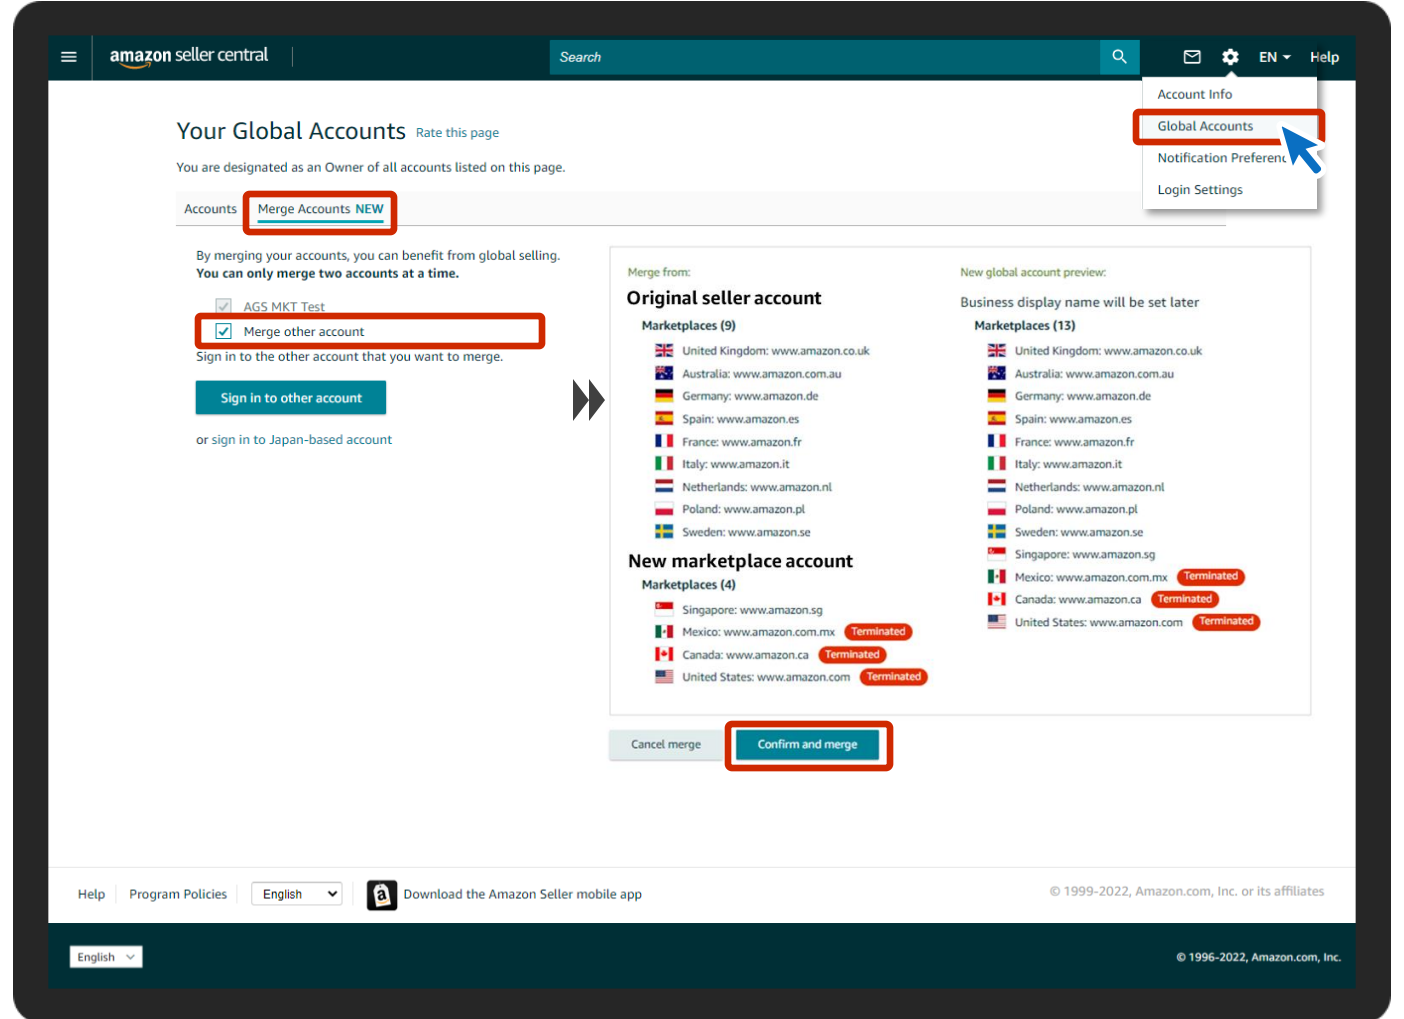 amazon seller central
Search
EN
Help
Account Info
Global Accounts
Notification
Login Settings
Your Global Accounts Rate this page
You are designated as an Owner of all accounts listed on this page.
Accounts
Merge Accounts NEW
By merging your accounts, you can benefit from global selling.
You can only merge two accounts at a time.
AGS MKT Test
Merge other account
Sign in to the other account that you want to merge.
Sign in to other account
or sign in to Japan-based account
Merge from:
Original seller account
Marketplaces (9)
United Kingdom: www.amazon.co.uk
Australia: www.amazon.com.au
Germany: www.amazon.de
Spain: www.amazon.es
France: www.amazon.fr
Italy: www.amazon.it
Netherlands: www.amazon.nl
Poland: www.amazon.pl
Sweden: www.amazon.se
New marketplace account
Marketplaces (4)
Singapore: www.amazon.sg
Mexico: www.amazon.com.mx Terminated
Canada: www.amazon.ca Terminated
United States: www.amazon.com Terminated
New global account preview:
Business display name will be set later
Marketplaces (13)
United Kingdom: www.amazon.co.uk
Australia: www.amazon.com.au
Germany: www.amazon.de
Spain: www.amazon.es
France: www.amazon.fr
Italy: www.amazon.it
Netherlands: www.amazon.nl
Poland: www.amazon.pl
Sweden: www.amazon.se
Singapore: www.amazon.sg
Mexico: www.amazon.com.mx Terminated
Canada: www.amazon.ca Terminated
United States: www.amazon.com Terminated
Cancel merge
Confirm and merge
Help
Program Policies
English
a
Download the Amazon Seller mobile app
© 1999-2022, Amazon.com, Inc. or its affiliates
English
© 1996-2022, Amazon.com, Inc.